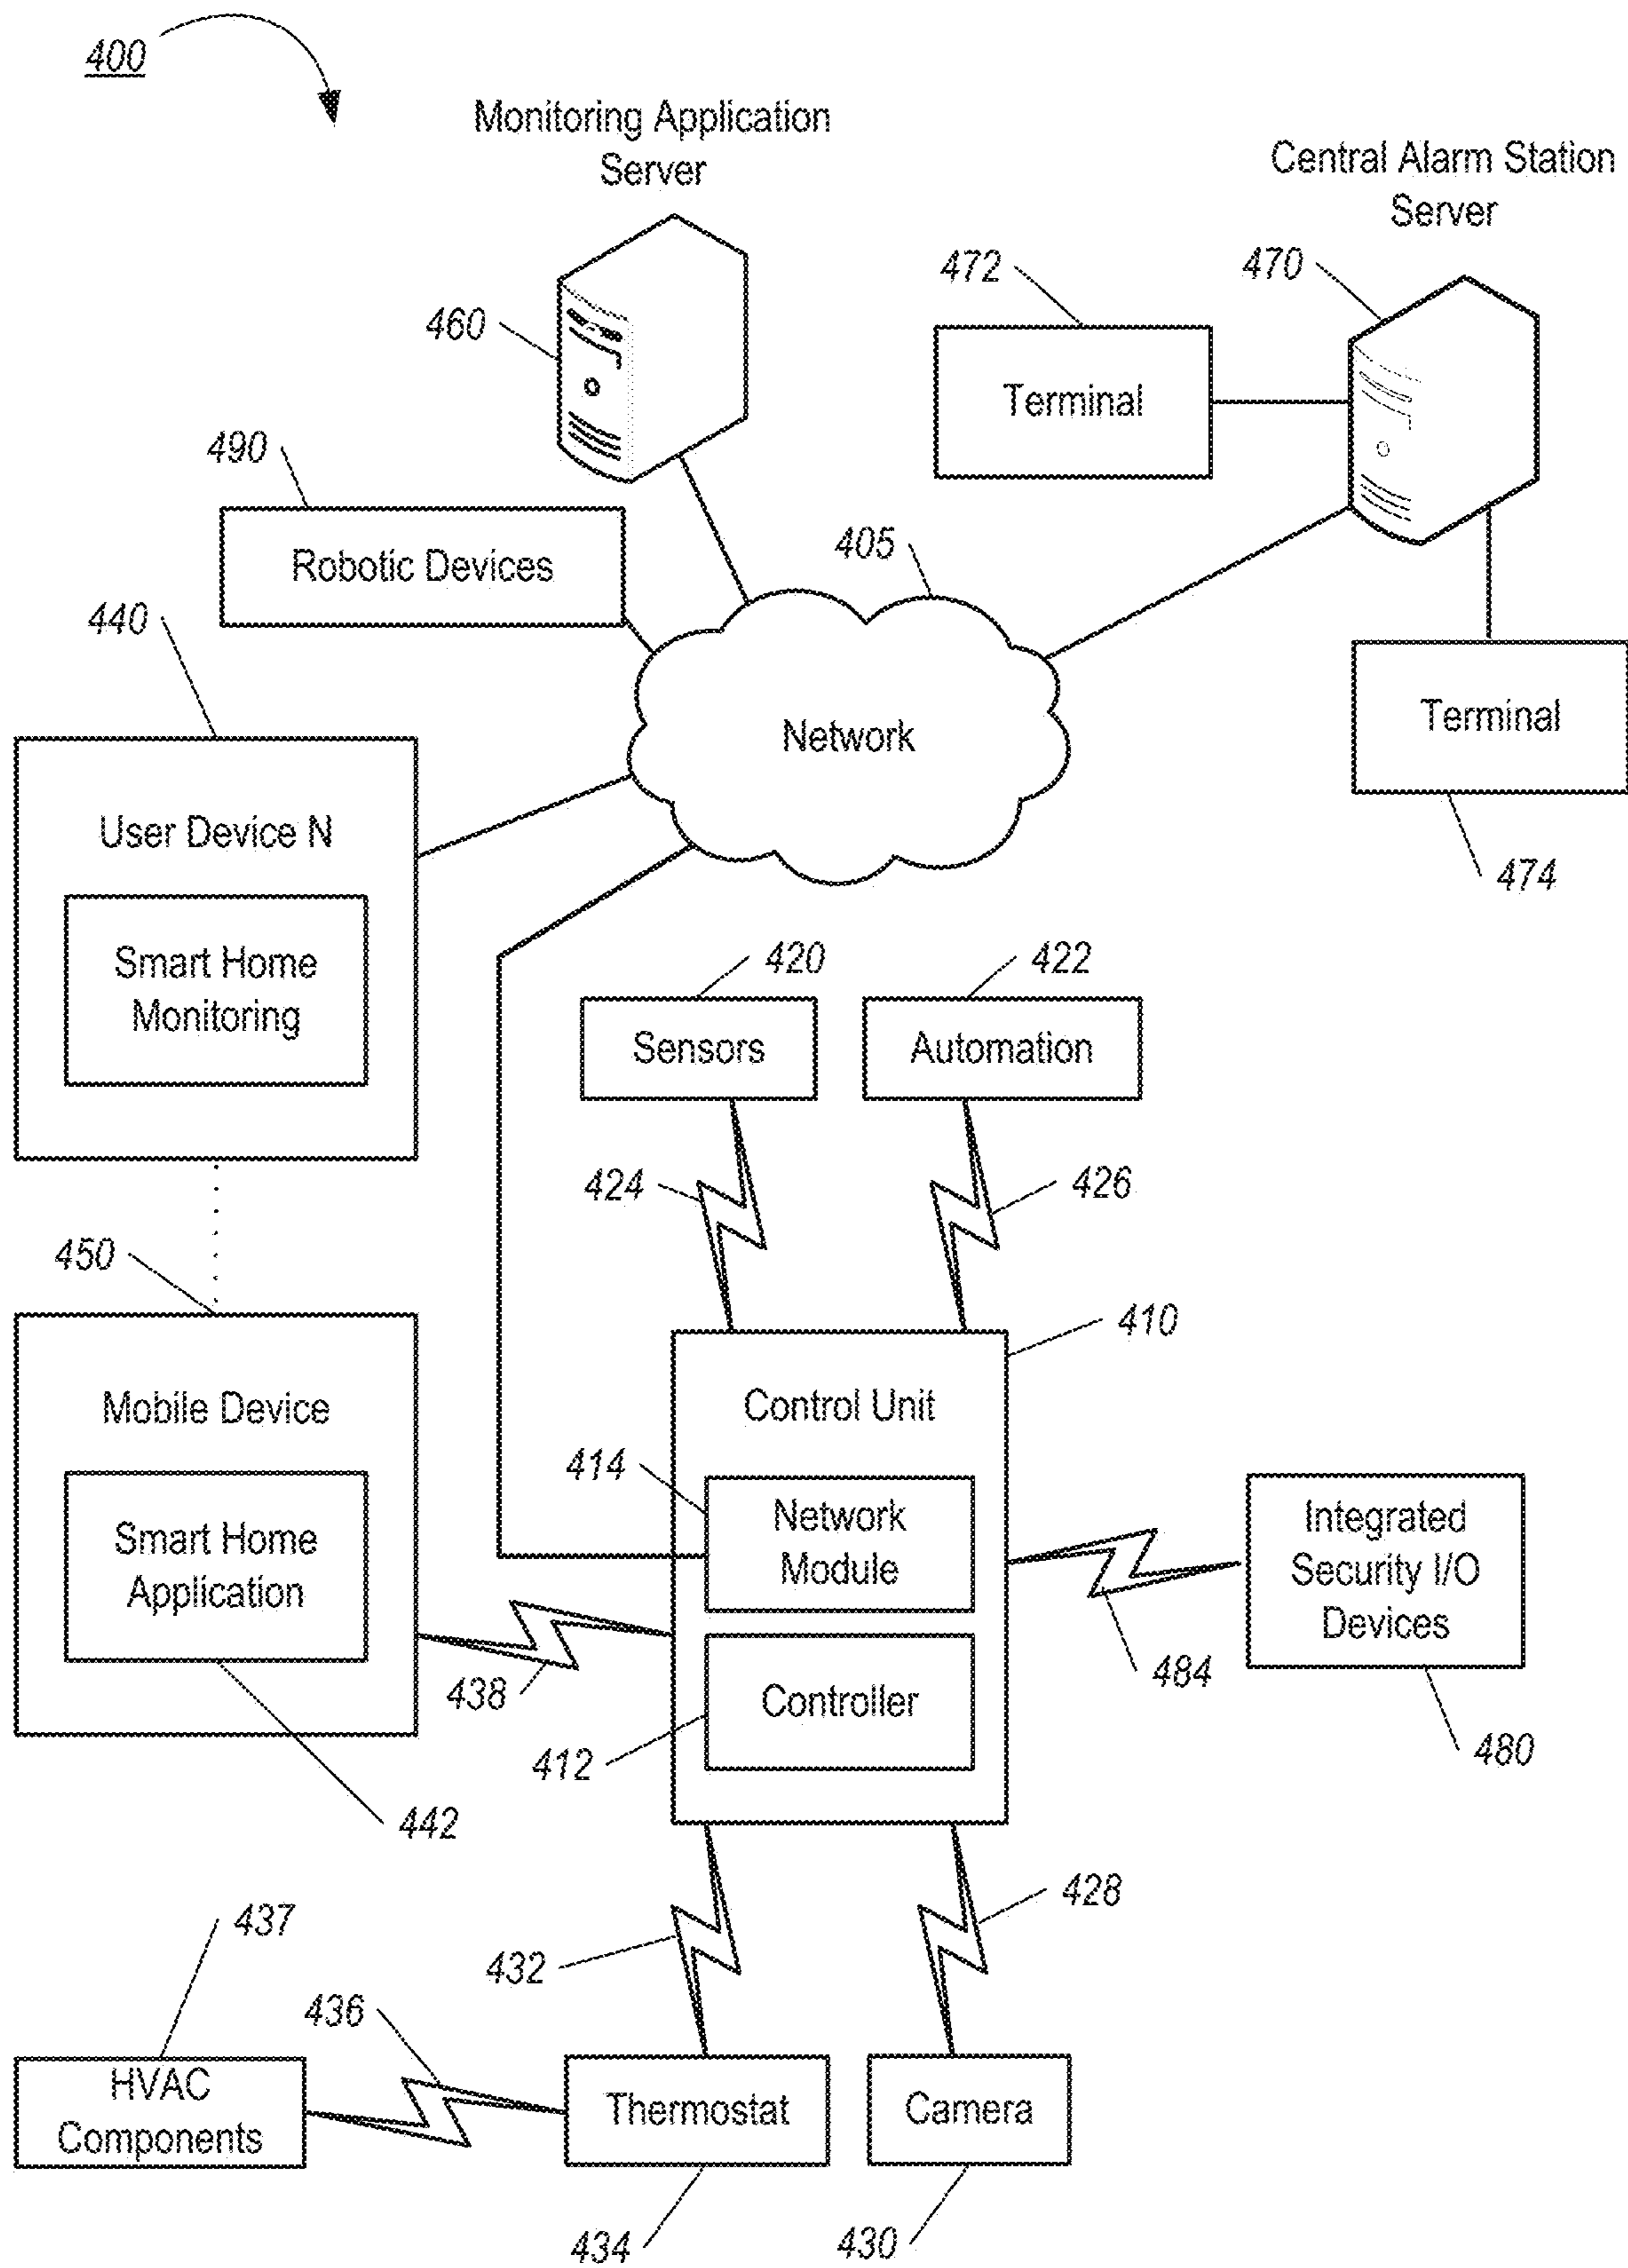 400
Monitoring Application
Server
Central Alarm Station
Server
472
470
460
Terminal
490
405
Robotic Devices
440
Network
Terminal
User Device N
474
Smart Home
Monitoring
420
422
Sensors
Automation
424
426
450
410
Mobile Device
Control Unit
414
Network
Module
Integrated
Security I/O
Devices
Smart Home
Application
438
484
Controller
412
480
442
437
428
432
436
HVAC
Components
Thermostat
Camera
434
430